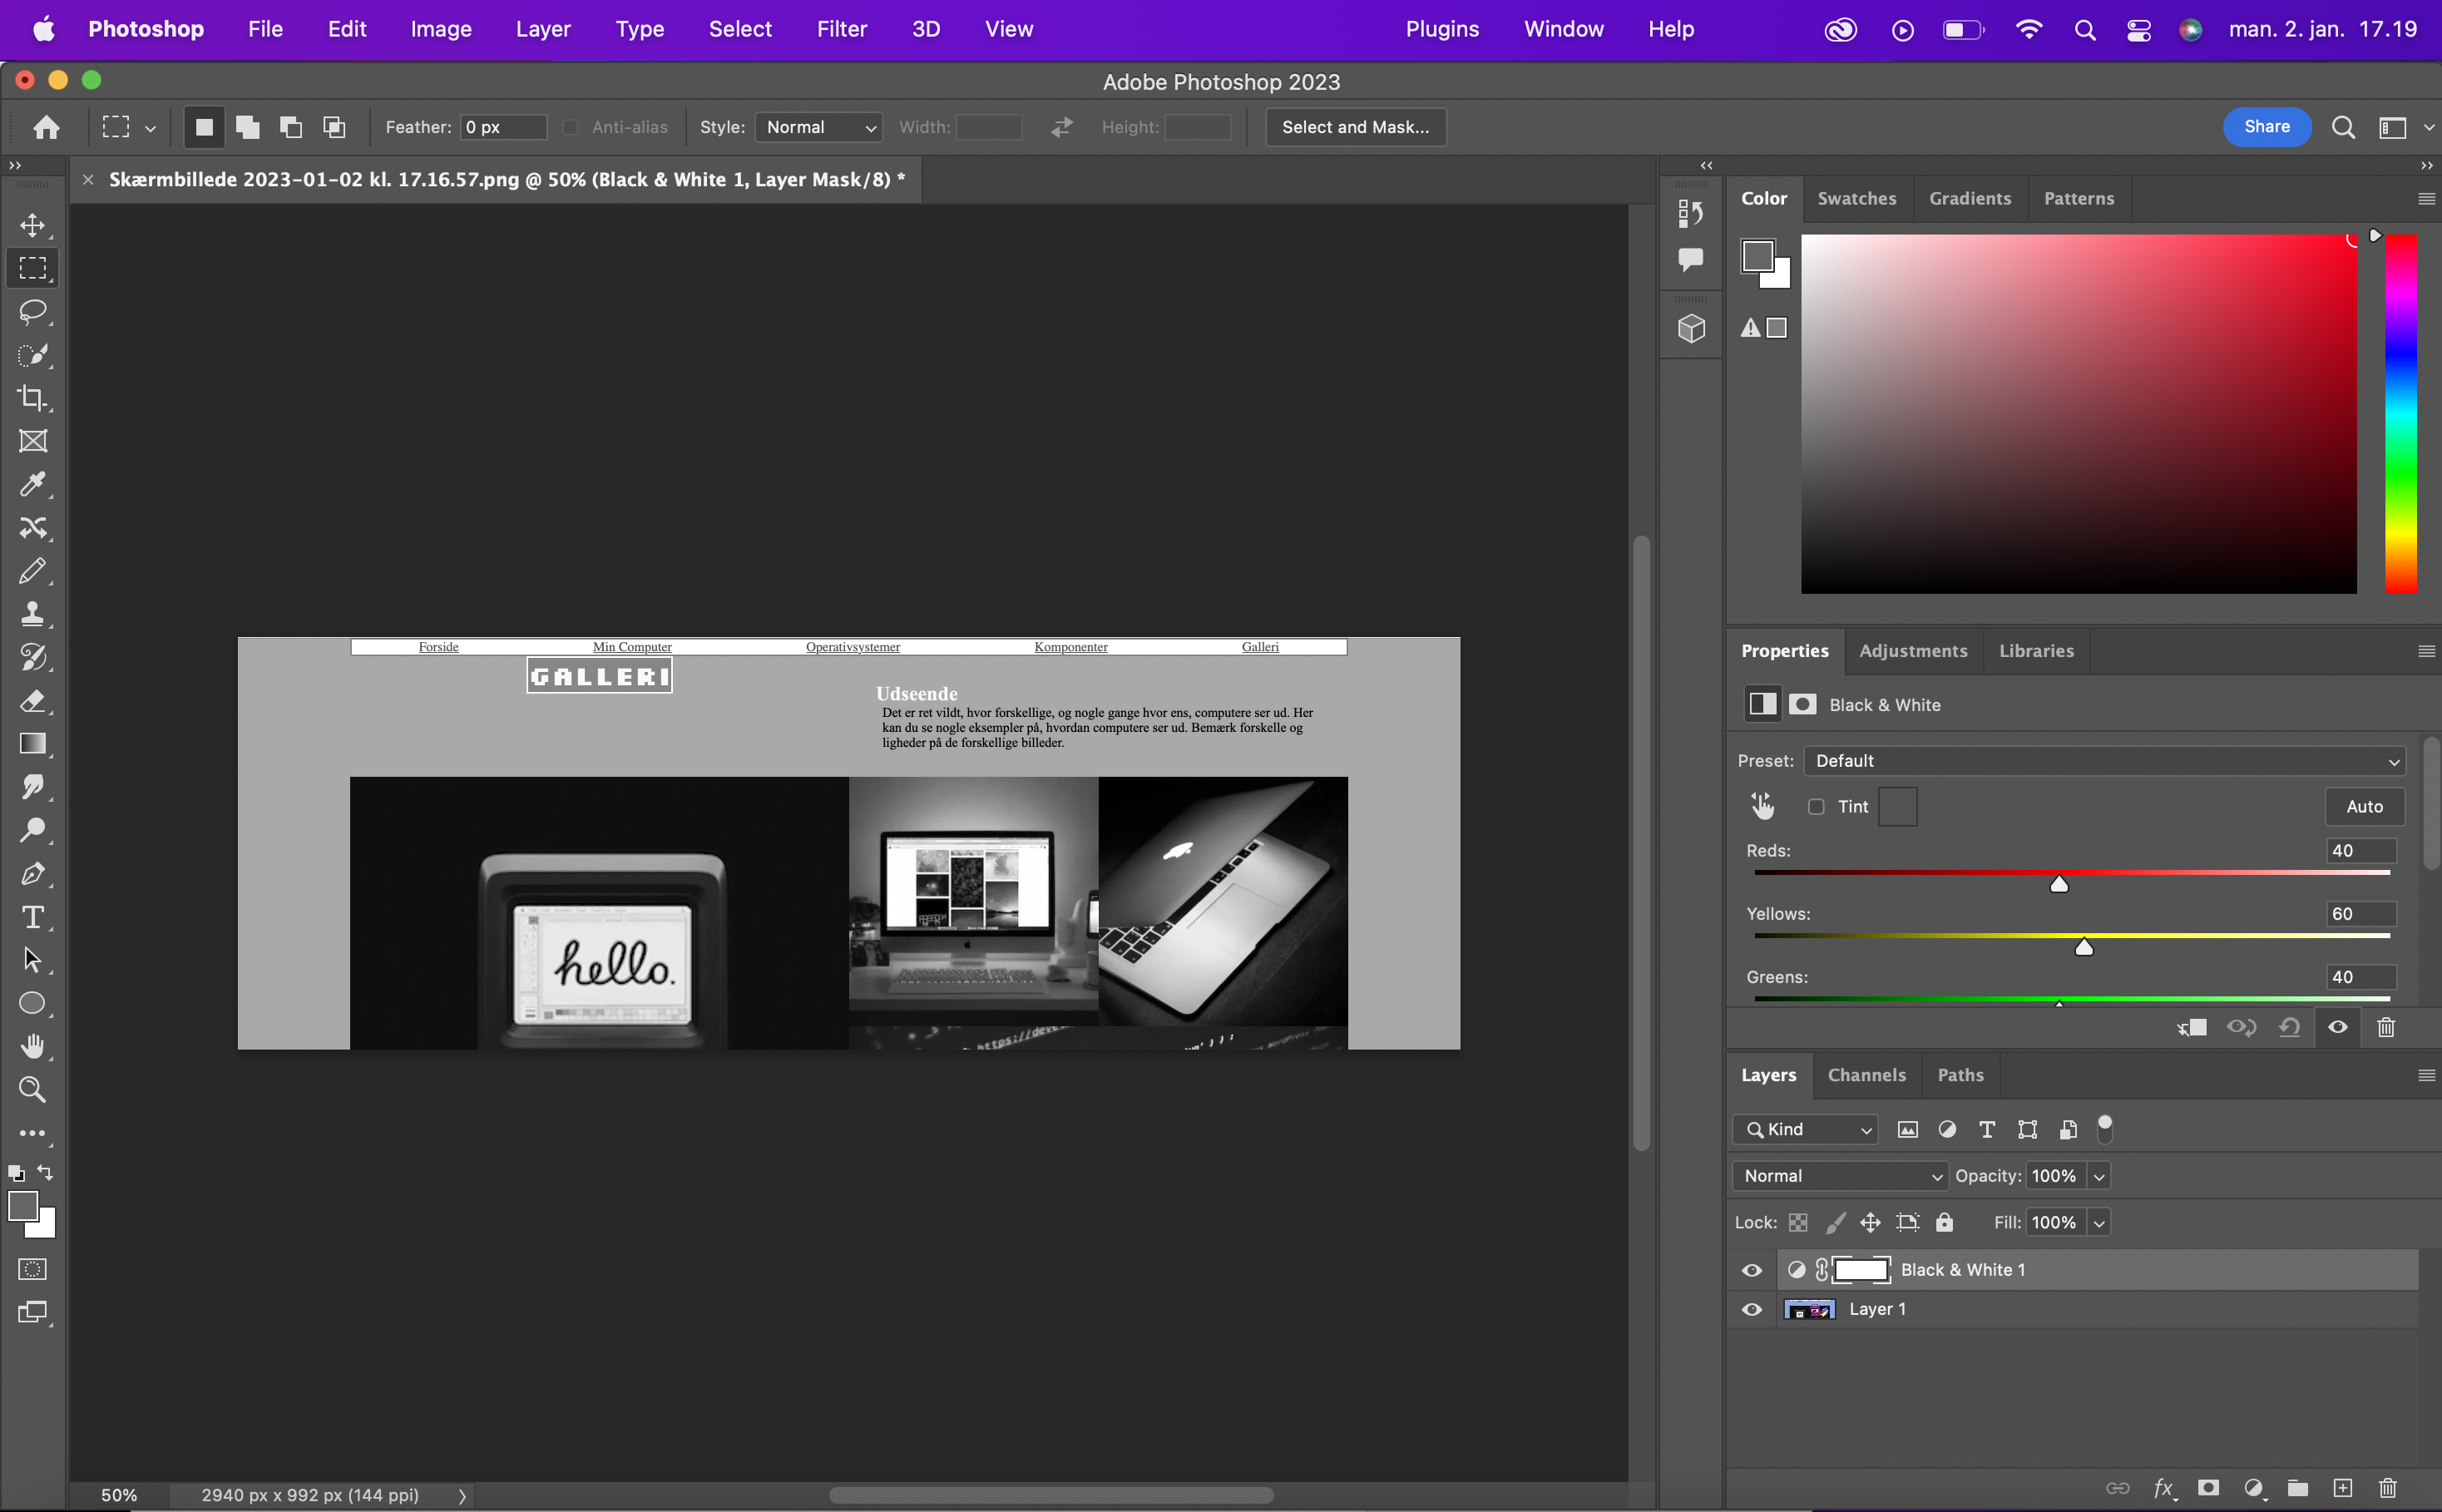 Photoshop File Edit Image Layer Type Select Filter 3D View Plugins Window Help man. 2. jan. 17.19
Adobe Photoshop 2023
Feather: 0 px Anti-alias Style: Normal Width: Height: Select and Mask... Share
Skærmbillede 2023-01-02 kl. 17.16.57.png @ 50% (Black & White 1, Layer Mask/8) *
Color Swatches Gradients Patterns
Forside Min Computer Operativsystemer Komponenter Galleri
GALLERI
Udseende
Det er ret vildt, hvor forskellige, og nogle gange hvor ens, computere ser ud. Her
kan du se nogle eksempler på, hvordan computere ser ud. Bemærk forskelle og
ligheder på de forskellige billeder.
hello.
https://deve
Properties Adjustments Libraries
Black & White
Preset: Default
Tint Auto
Reds: 40
Yellows: 60
Greens: 40
Layers Channels Paths
Kind
Normal Opacity: 100%
Lock: Fill: 100%
Black & White 1
Layer 1
fx
50% 2940 px x 992 px (144 ppi)